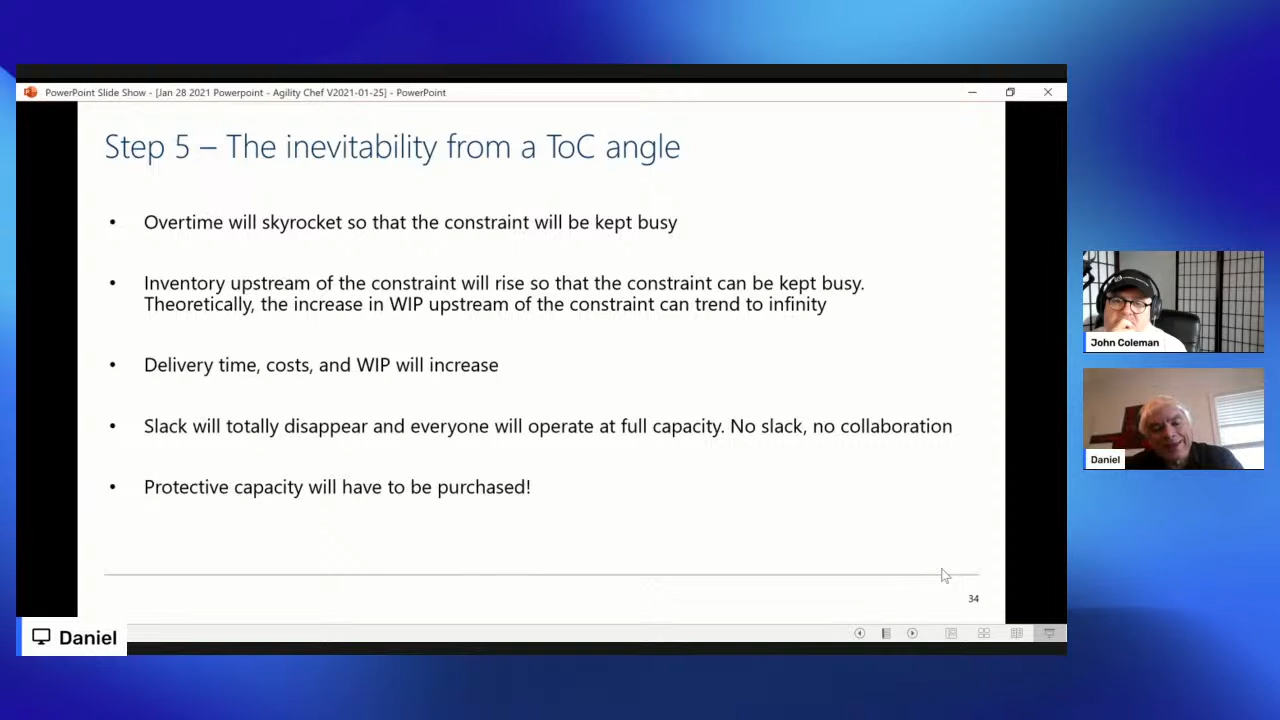 PowerPoint Slide Show - [Jan 28 2021 Powerpoint - Agility Chef V2021-01-25] - PowerPoint
Step 5 – The inevitability from a ToC angle
• Overtime will skyrocket so that the constraint will be kept busy
• Inventory upstream of the constraint will rise so that the constraint can be kept busy.
Theoretically, the increase in WIP upstream of the constraint can trend to infinity
• Delivery time, costs, and WIP will increase
• Slack will totally disappear and everyone will operate at full capacity. No slack, no collaboration
• Protective capacity will have to be purchased!
34
Daniel
John Coleman
Daniel